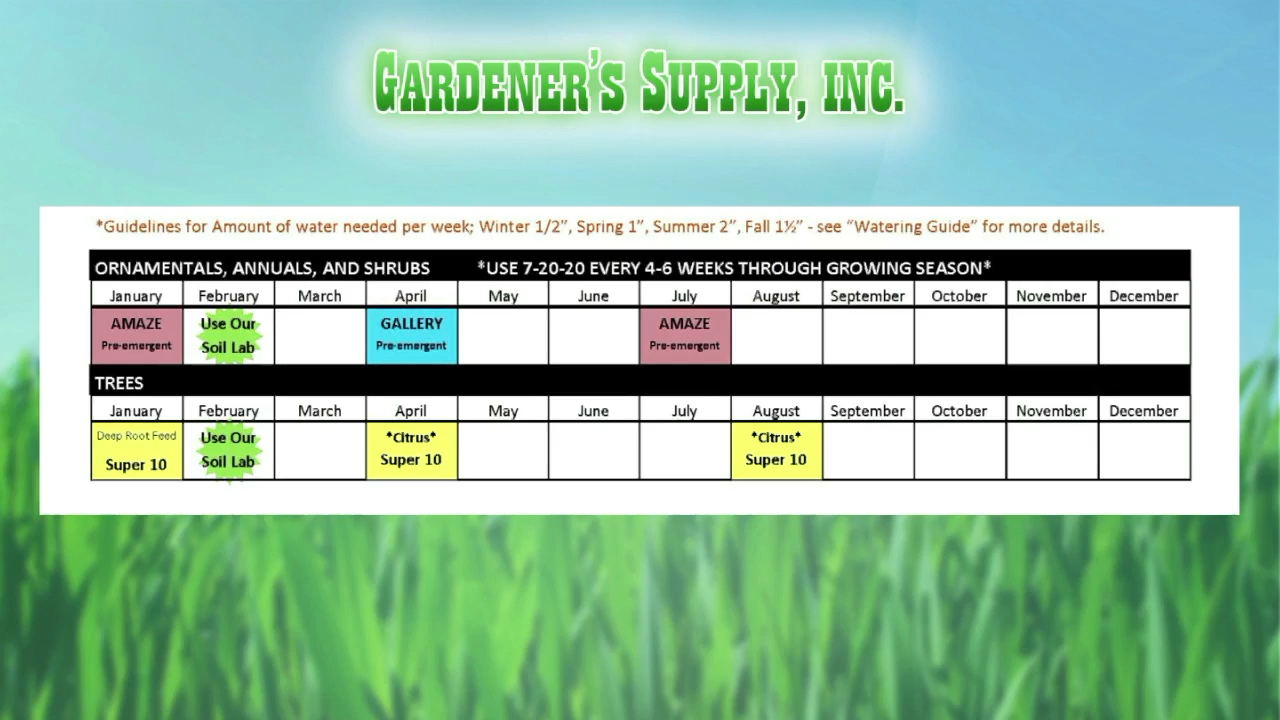 GARDENER'S SUPPLY, INC.
*Guidelines for Amount of water needed per week; Winter 1/2", Spring 1", Summer 2", Fall 1½" - see "Watering Guide" for more details.
ORNAMENTALS, ANNUALS, AND SHRUBS *USE 7-20-20 EVERY 4-6 WEEKS THROUGH GROWING SEASON*
January February March April May June July August September October November December
AMAZE Use Our GALLERY AMAZE
Pre-emergent Soil Lab Pre-emergent Pre-emergent
TREES
January February March April May June July August September October November December
Deep Root Feed Use Our *Citrus* *Citrus*
Super 10 Soil Lab Super 10 Super 10